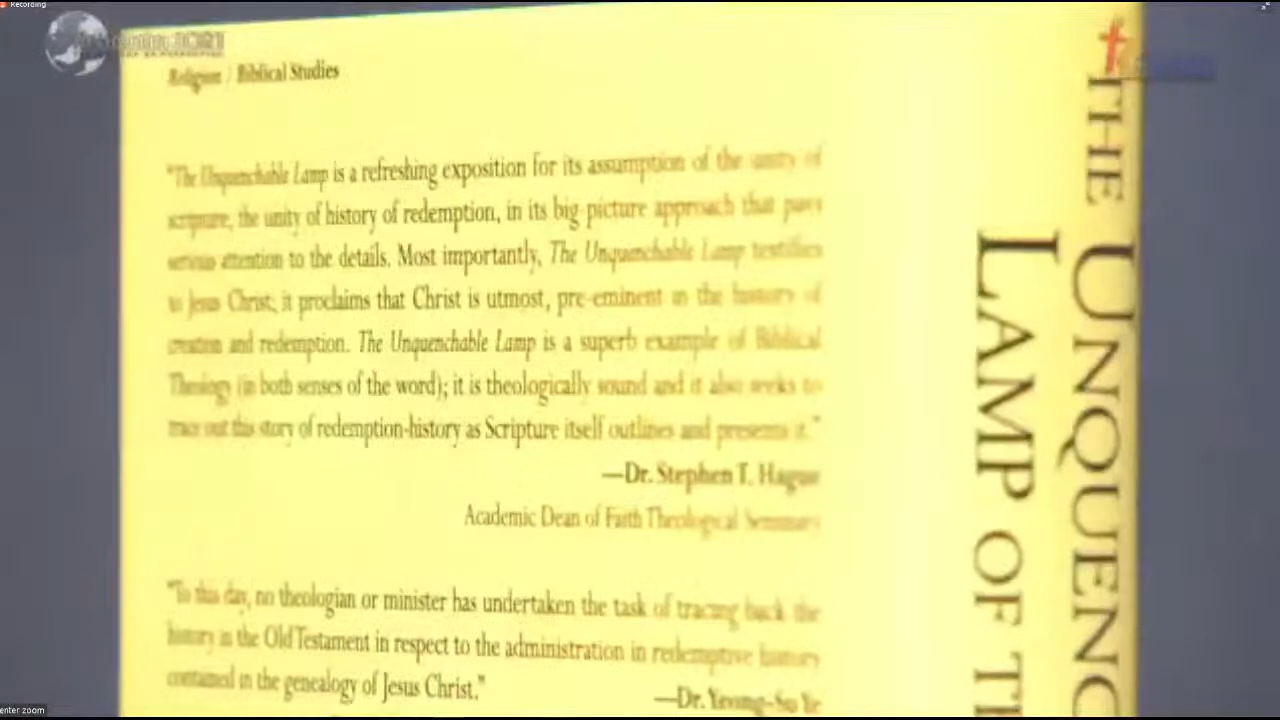 Recording
Religion / Biblical Studies
"The Unquenchable Lamp is a refreshing exposition for its assumption of the unity of
scripture, the unity of history of redemption, in its big-picture approach that pays
serious attention to the details. Most importantly, The Unquenchable Lamp testifies
to Jesus Christ; it proclaims that Christ is utmost, pre-eminent in the history of
creation and redemption. The Unquenchable Lamp is a superb example of Biblical
Theology (in both senses of the word); it is theologically sound and it also seeks to
trace out this story of redemption-history as Scripture itself outlines and presents it."
—Dr. Stephen T. Hague
Academic Dean of Faith Theological Seminary
"To this day, no theologian or minister has undertaken the task of tracing back the
history in the Old Testament in respect to the administration in redemptive history
contained in the genealogy of Jesus Christ."
—Dr. Yeong-Su Ye
THE UNQUENC
LAMP OF T
enter zoom